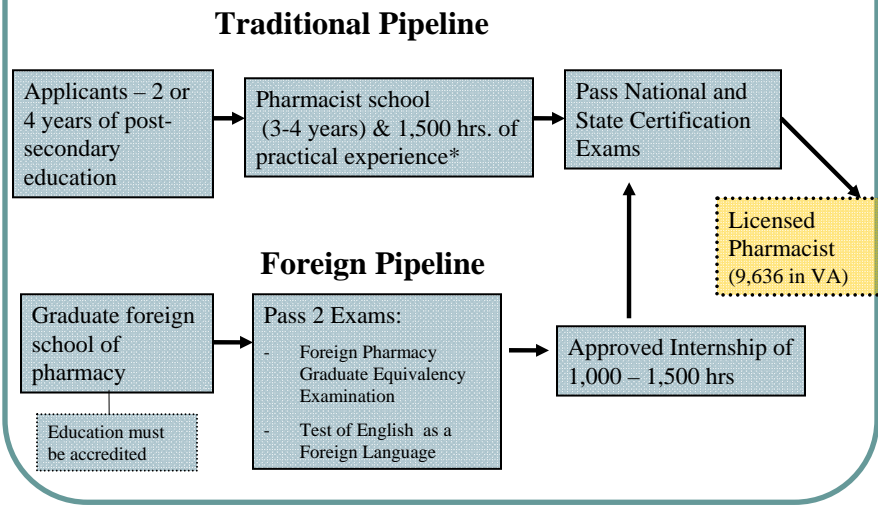 Traditional Pipeline
Applicants – 2 or
4 years of post-
secondary
education
Pharmacist school
(3-4 years) & 1,500 hrs. of
practical experience*
Pass National and
State Certification
Exams
Licensed
Pharmacist
(9,636 in VA)
Foreign Pipeline
Graduate foreign
school of
pharmacy
Education must
be accredited
Pass 2 Exams:
- Foreign Pharmacy
Graduate Equivalency
Examination
- Test of English as a
Foreign Language
Approved Internship of
1,000 – 1,500 hrs